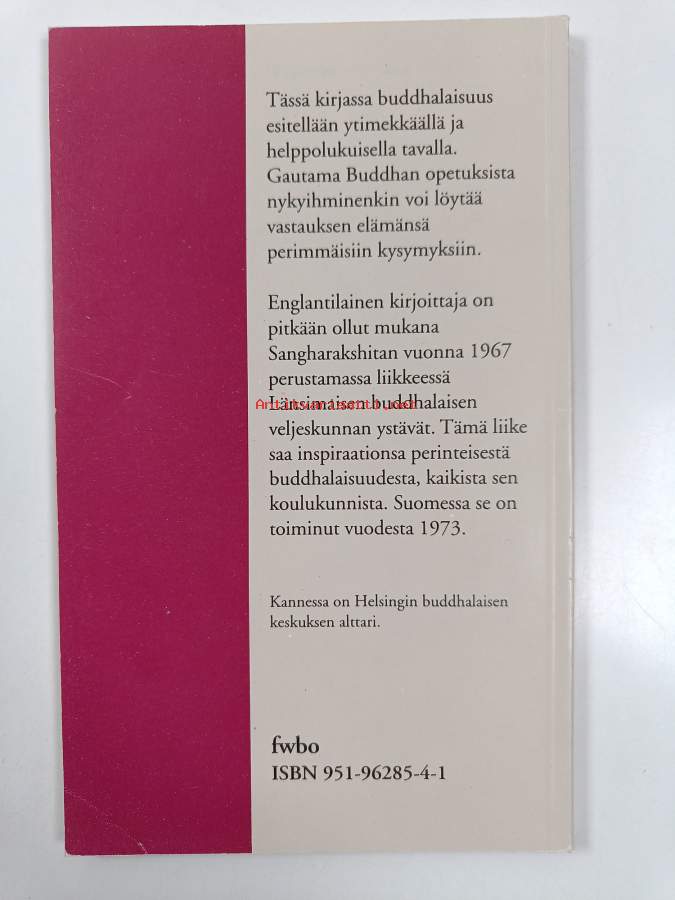 Tässä kirjassa buddhalaisuus
esitellään ytimekkäällä ja
helppolukuisella tavalla.
Gautama Buddhan opetuksista
nykyihminenkin voi löytää
vastauksen elämänsä
perimmäisiin kysymyksiin.
Englantilainen kirjoittaja on
pitkään ollut mukana
Sangharakshitan vuonna 1967
perustamassa liikkeessä
Länsimaisen buddhalaisen
Antikvariaatti.net
veljeskunnan ystävät. Tämä liike
saa inspiraationsa perinteisestä
buddhalaisuudesta, kaikista sen
koulukunnista. Suomessa se on
toiminut vuodesta 1973.
Kannessa on Helsingin buddhalaisen
keskuksen alttari.
fwbo
ISBN 951-96285-4-1